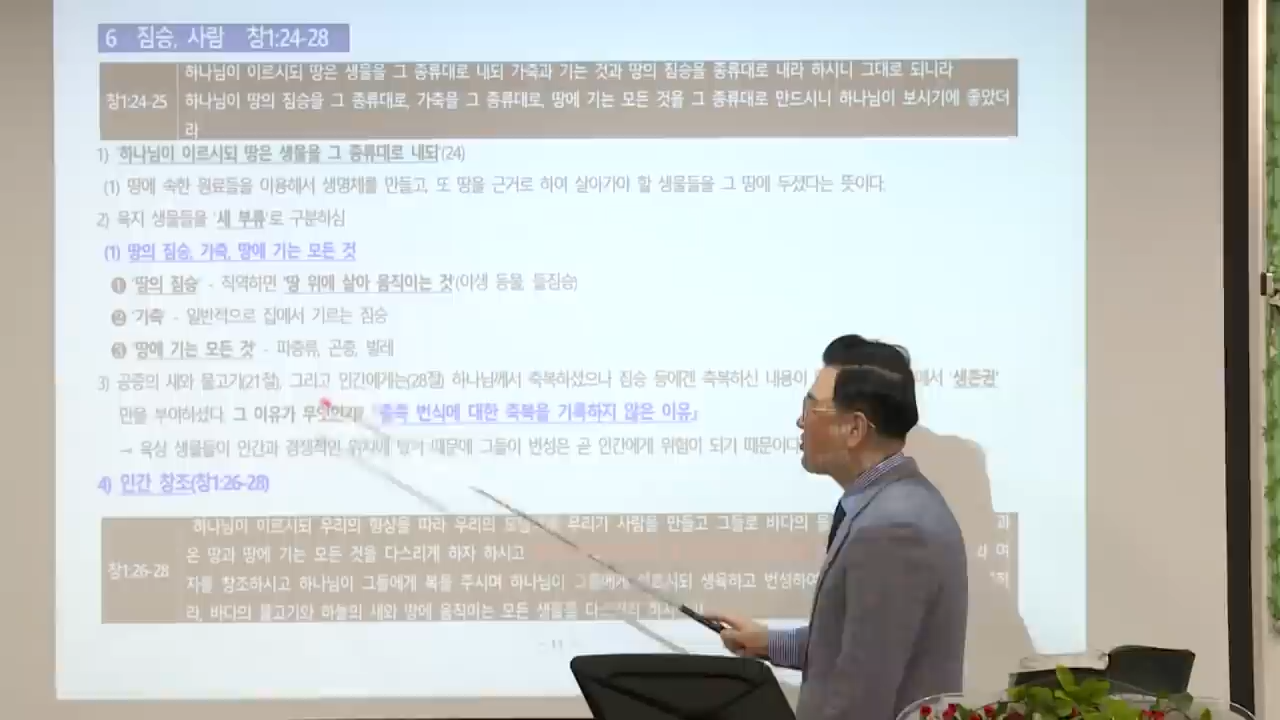 6 짐승, 사람 창1:24-28
하나님이 이르시되 땅은 생물을 그 종류대로 내되 가축과 기는 것과 땅의 짐승을 종류대로 내라 하시니 그대로 되니라
창1:24-25 하나님이 땅의 짐승을 그 종류대로, 가축을 그 종류대로, 땅에 기는 모든 것을 그 종류대로 만드시니 하나님이 보시기에 좋았더
라
1) '하나님이 이르시되 땅은 생물을 그 종류대로 내되'(24)
(1) 땅에 속한 원료들을 이용해서 생명체를 만들고, 또 땅을 근거로 하여 살아가야 할 생물들을 그 땅에 두셨다는 뜻이다.
2) 육지 생물들을 '세 부류'로 구분하심
(1) 땅의 짐승, 가축, 땅에 기는 모든 것
❶ '땅의 짐승' - 직역하면 '땅 위에 살아 움직이는 것'(야생 동물, 들짐승)
❷ '가축' - 일반적으로 집에서 기르는 짐승
❸ '땅에 기는 모든 것' - 파충류, 곤충, 벌레
3) 공중의 새와 물고기(21절), 그리고 인간에게는(28절) 하나님께서 축복하셨으나 짐승 등에겐 축복하신 내용이 에서 '생존권'
만을 부여하셨다. 그 이유가 무엇인가? 「종족 번식에 대한 축복을 기록하지 않은 이유」
→ 육상 생물들이 인간과 경쟁적인 위치에 때문에 그들이 번성은 곧 인간에게 위험이 되기 때문이다
4) 인간 창조(창1:26-28)
하나님이 이르시되 우리의 형상을 따라 우리의 우리가 사람을 만들고 그들로 바다의
은 땅과 땅에 기는 모든 것을 다스리게 하자 하시고
창1:26-28 자를 창조하시고 하나님이 그들에게 복을 주시며 하나님이 그들에게 이르시되 생육하고 번성하여
라, 바다의 물고기와 하늘의 새와 땅에 움직이는 모든 생물을
- 11